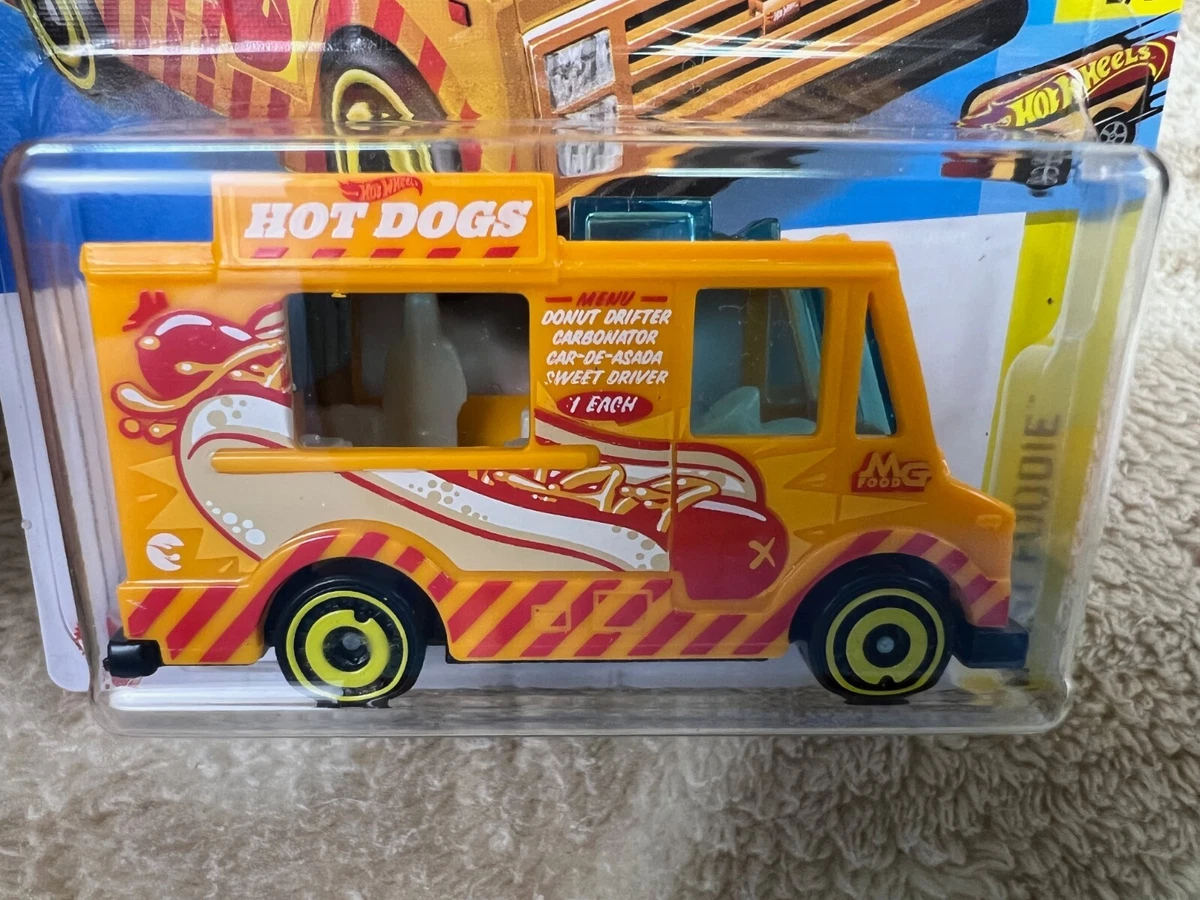 HOT WHEELS
HOT WHEELS
HOT DOGS
MENU
DONUT DRIFTER
CARBONATOR
CAR-DE-ASADA
SWEET DRIVER
1 EACH
MG
FOOD
FOODIE